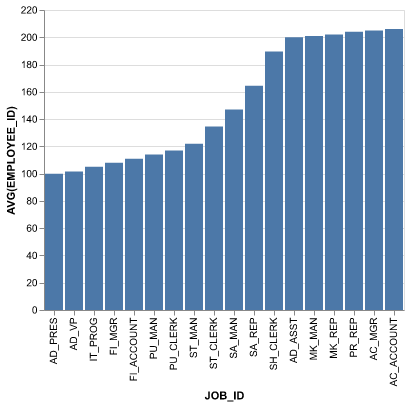 220
200
180
160
140
120
100
80
60
40
20
0
AVG(EMPLOYEE_ID)
AD_PRES
AD_VP
IT_PROG
FI_MGR
FI_ACCOUNT
PU_MAN
PU_CLERK
ST_MAN
ST_CLERK
SA_MAN
SA_REP
SH_CLERK
AD_ASST
MK_MAN
MK_REP
PR_REP
AC_MGR
AC_ACCOUNT
JOB_ID